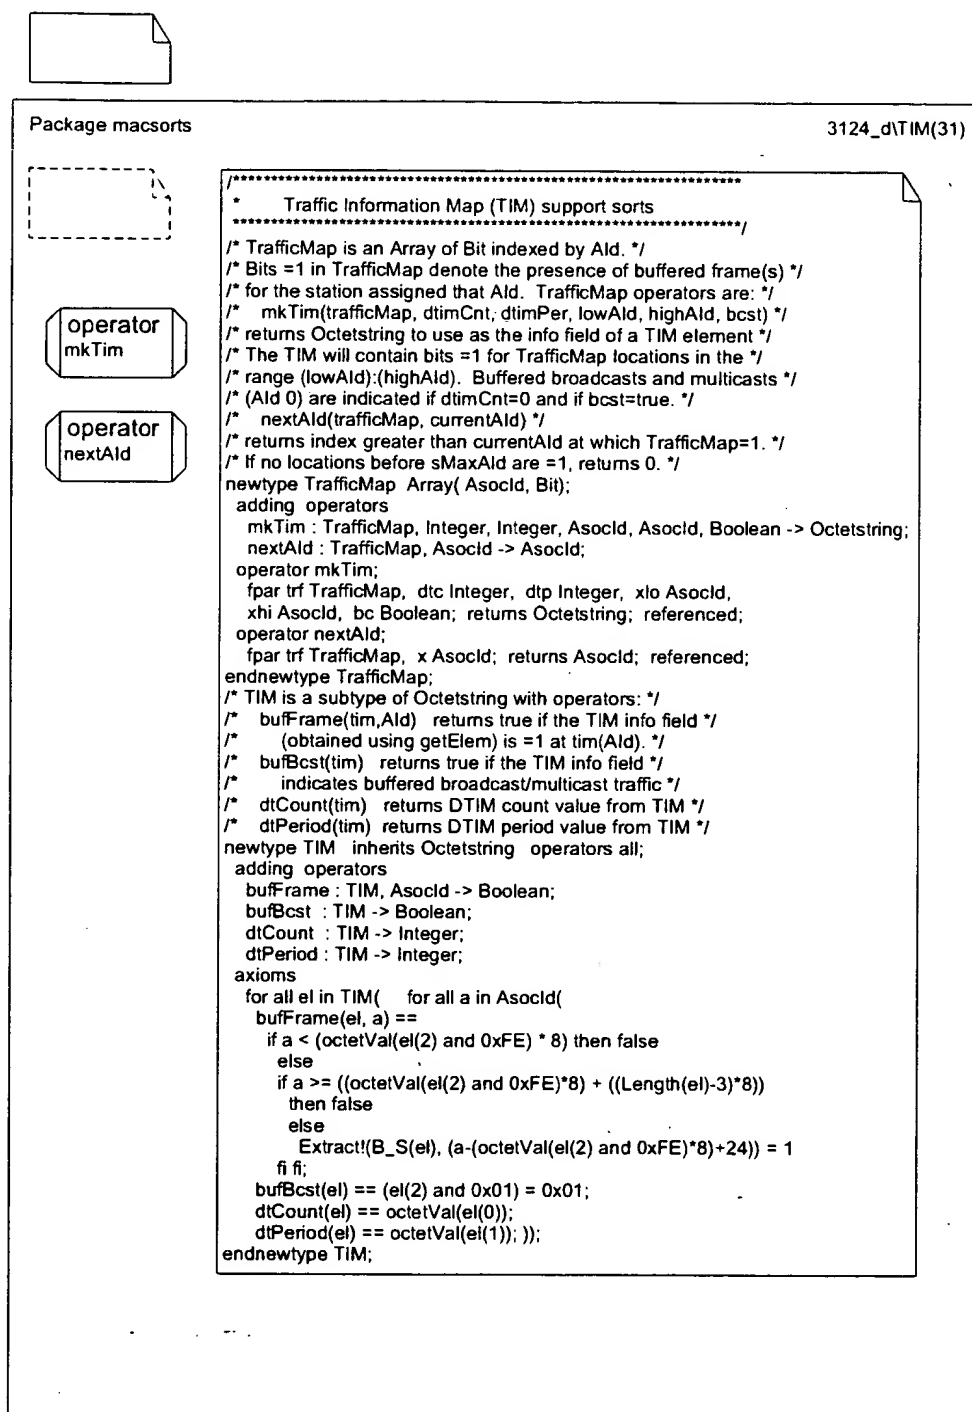 Package macsorts
3124_d\TIM(31)
operator
mkTim
operator
nextAId
/*******************************************************************
* Traffic Information Map (TIM) support sorts
*******************************************************************/
/* TrafficMap is an Array of Bit indexed by AId. */
/* Bits =1 in TrafficMap denote the presence of buffered frame(s) */
/* for the station assigned that AId. TrafficMap operators are: */
/* mkTim(trafficMap, dtimCnt, dtimPer, lowAId, highAId, bcst) */
/* returns Octetstring to use as the info field of a TIM element */
/* The TIM will contain bits =1 for TrafficMap locations in the */
/* range (lowAId):(highAId). Buffered broadcasts and multicasts */
/* (AId 0) are indicated if dtimCnt=0 and if bcst=true. */
/* nextAId(trafficMap, currentAId) */
/* returns index greater than currentAId at which TrafficMap=1. */
/* If no locations before sMaxAId are =1, returns 0. */
newtype TrafficMap Array( AsocId, Bit);
adding operators
mkTim : TrafficMap, Integer, Integer, AsocId, AsocId, Boolean -> Octetstring;
nextAId : TrafficMap, AsocId -> AsocId;
operator mkTim;
fpar trf TrafficMap, dtc Integer, dtp Integer, xlo AsocId,
xhi AsocId, bc Boolean; returns Octetstring; referenced;
operator nextAId;
fpar trf TrafficMap, x AsocId; returns AsocId; referenced;
endnewtype TrafficMap;
/* TIM is a subtype of Octetstring with operators: */
/* bufFrame(tim,AId) returns true if the TIM info field */
/* (obtained using getElem) is =1 at tim(AId). */
/* bufBcst(tim) returns true if the TIM info field */
/* indicates buffered broadcast/multicast traffic */
/* dtCount(tim) returns DTIM count value from TIM */
/* dtPeriod(tim) returns DTIM period value from TIM */
newtype TIM inherits Octetstring operators all;
adding operators
bufFrame : TIM, AsocId -> Boolean;
bufBcst : TIM -> Boolean;
dtCount : TIM -> Integer;
dtPeriod : TIM -> Integer;
axioms
for all el in TIM( for all a in AsocId(
bufFrame(el, a) ==
if a < (octetVal(el(2) and 0xFE) * 8) then false
else
if a >= ((octetVal(el(2) and 0xFE)*8) + ((Length(el)-3)*8))
then false
else
Extract!(B_S(el), (a-(octetVal(el(2) and 0xFE)*8)+24)) = 1
fi fi;
bufBcst(el) == (el(2) and 0x01) = 0x01;
dtCount(el) == octetVal(el(0));
dtPeriod(el) == octetVal(el(1)); ));
endnewtype TIM;